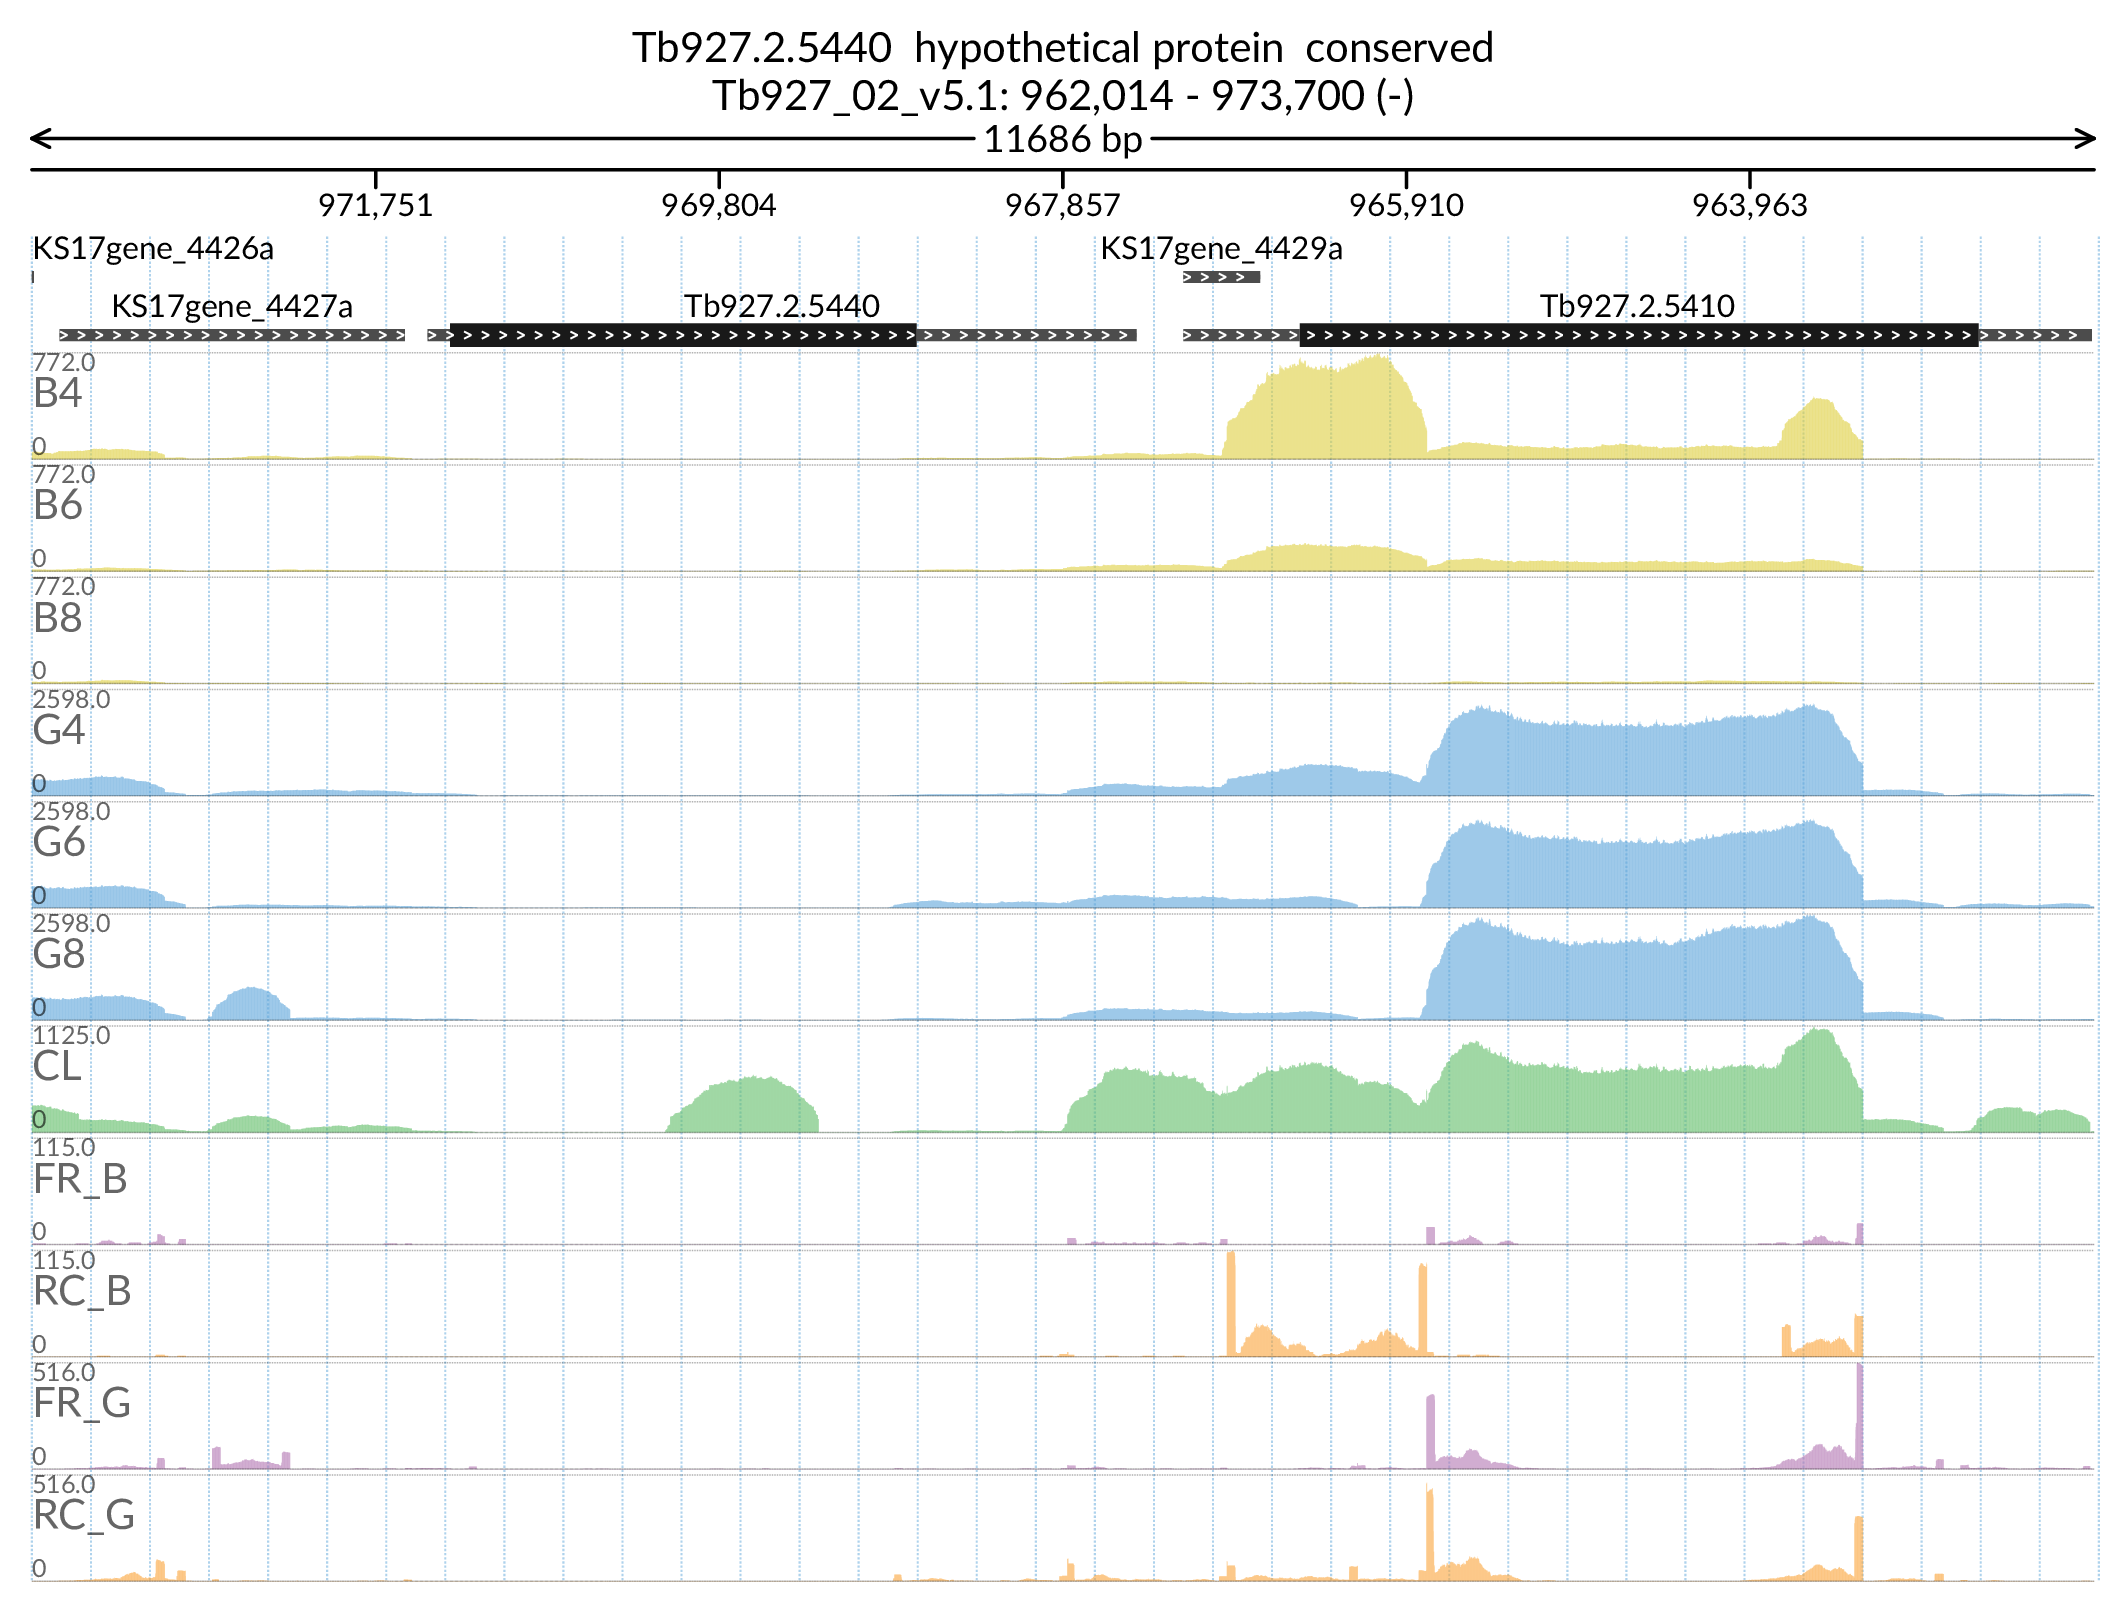 Tb927.2.5440  hypothetical protein  conserved
Tb927_02_v5.1: 962,014 - 973,700 (-)
11686 bp
971,751 969,804 967,857 965,910 963,963
KS17gene_4426a KS17gene_4429a
KS17gene_4427a Tb927.2.5440 Tb927.2.5410
772.0
B4
0
772.0
B6
0
772.0
B8
0
2598.0
G4
0
2598.0
G6
0
2598.0
G8
0
1125.0
CL
0
115.0
FR_B
0
115.0
RC_B
0
516.0
FR_G
0
516.0
RC_G
0